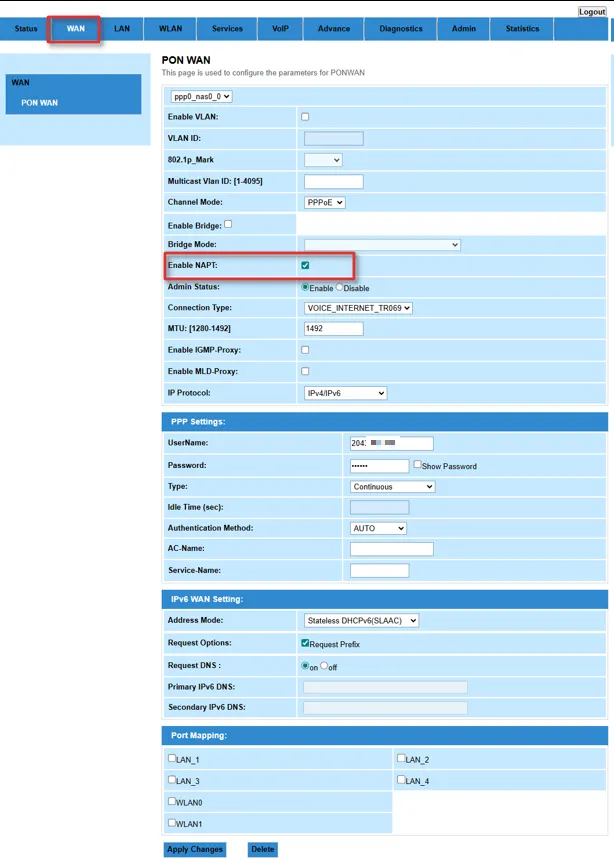 Logout
Status WAN LAN WLAN Services VoIP Advance Diagnostics Admin Statistics
PON WAN
This page is used to configure the parameters for PONWAN
WAN
PON WAN
ppp0_nas0_0
Enable VLAN:
VLAN ID:
802.1p_Mark
Multicast Vlan ID: [1-4095]
Channel Mode: PPPoE
Enable Bridge:
Bridge Mode:
Enable NAPT:
Admin Status: Enable Disable
Connection Type: VOICE_INTERNET_TR069
MTU: [1280-1492] 1492
Enable IGMP-Proxy:
Enable MLD-Proxy:
IP Protocol: IPv4/IPv6
PPP Settings:
UserName:
Password: •••••• Show Password
Type: Continuous
Idle Time (sec):
Authentication Method: AUTO
AC-Name:
Service-Name:
IPv6 WAN Setting:
Address Mode: Stateless DHCPv6(SLAAC)
Request Options: Request Prefix
Request DNS : on off
Primary IPv6 DNS:
Secondary IPv6 DNS:
Port Mapping:
LAN_1 LAN_2
LAN_3 LAN_4
WLAN0
WLAN1
Apply Changes Delete